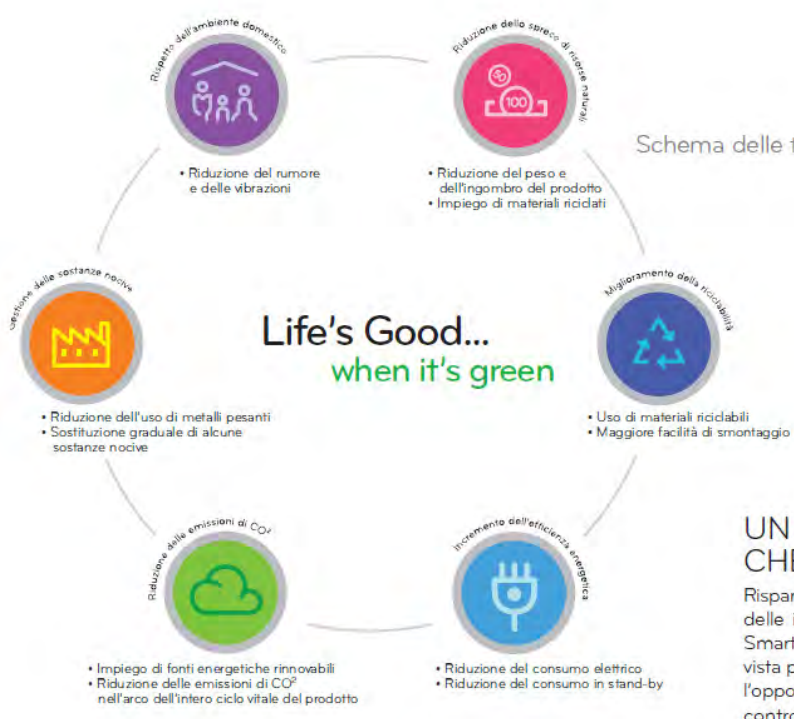 Rispetto dell'ambiente domestico
• Riduzione del rumore
e delle vibrazioni
Riduzione dello spreco di risorse naturali
50
100
• Riduzione del peso e
dell'ingombro del prodotto
• Impiego di materiali riciclati
Schema delle
Gestione delle sostanze nocive
• Riduzione dell'uso di metalli pesanti
• Sostituzione graduale di alcune
sostanze nocive
Life's Good...
when it's green
Miglioramento della riciclabilità
• Uso di materiali riciclabili
• Maggiore facilità di smontaggio
Riduzione delle emissioni di CO²
• Impiego di fonti energetiche rinnovabili
• Riduzione delle emissioni di CO²
nell'arco dell'intero ciclo vitale del prodotto
Incremento dell'efficienza energetica
• Riduzione del consumo elettrico
• Riduzione del consumo in stand-by
UN
CHE
Rispar
delle i
Smart
vista p
l'oppo
contro